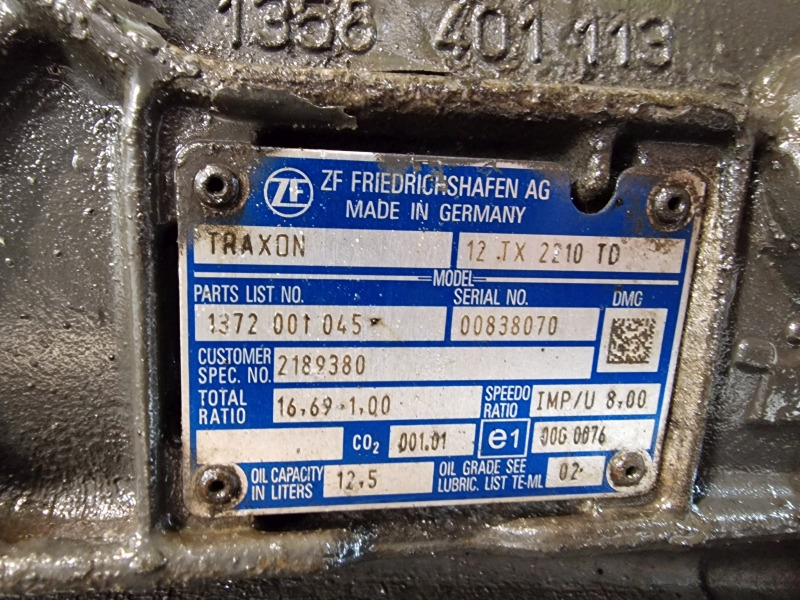 1358 401 113
ZF ZF FRIEDRICHSHAFEN AG
MADE IN GERMANY
TRAXON 12 TX 2210 TD
MODEL
PARTS LIST NO. SERIAL NO. DMC
1372 001 045 00838070
CUSTOMER
SPEC. NO. 2189380
TOTAL
RATIO 16,69-1,00 SPEEDO
RATIO IMP/U 8,00
CO2 001.01 e1 00G 0076
OIL CAPACITY
IN LITERS 12,5 OIL GRADE SEE
LUBRIC. LIST TE-ML 02